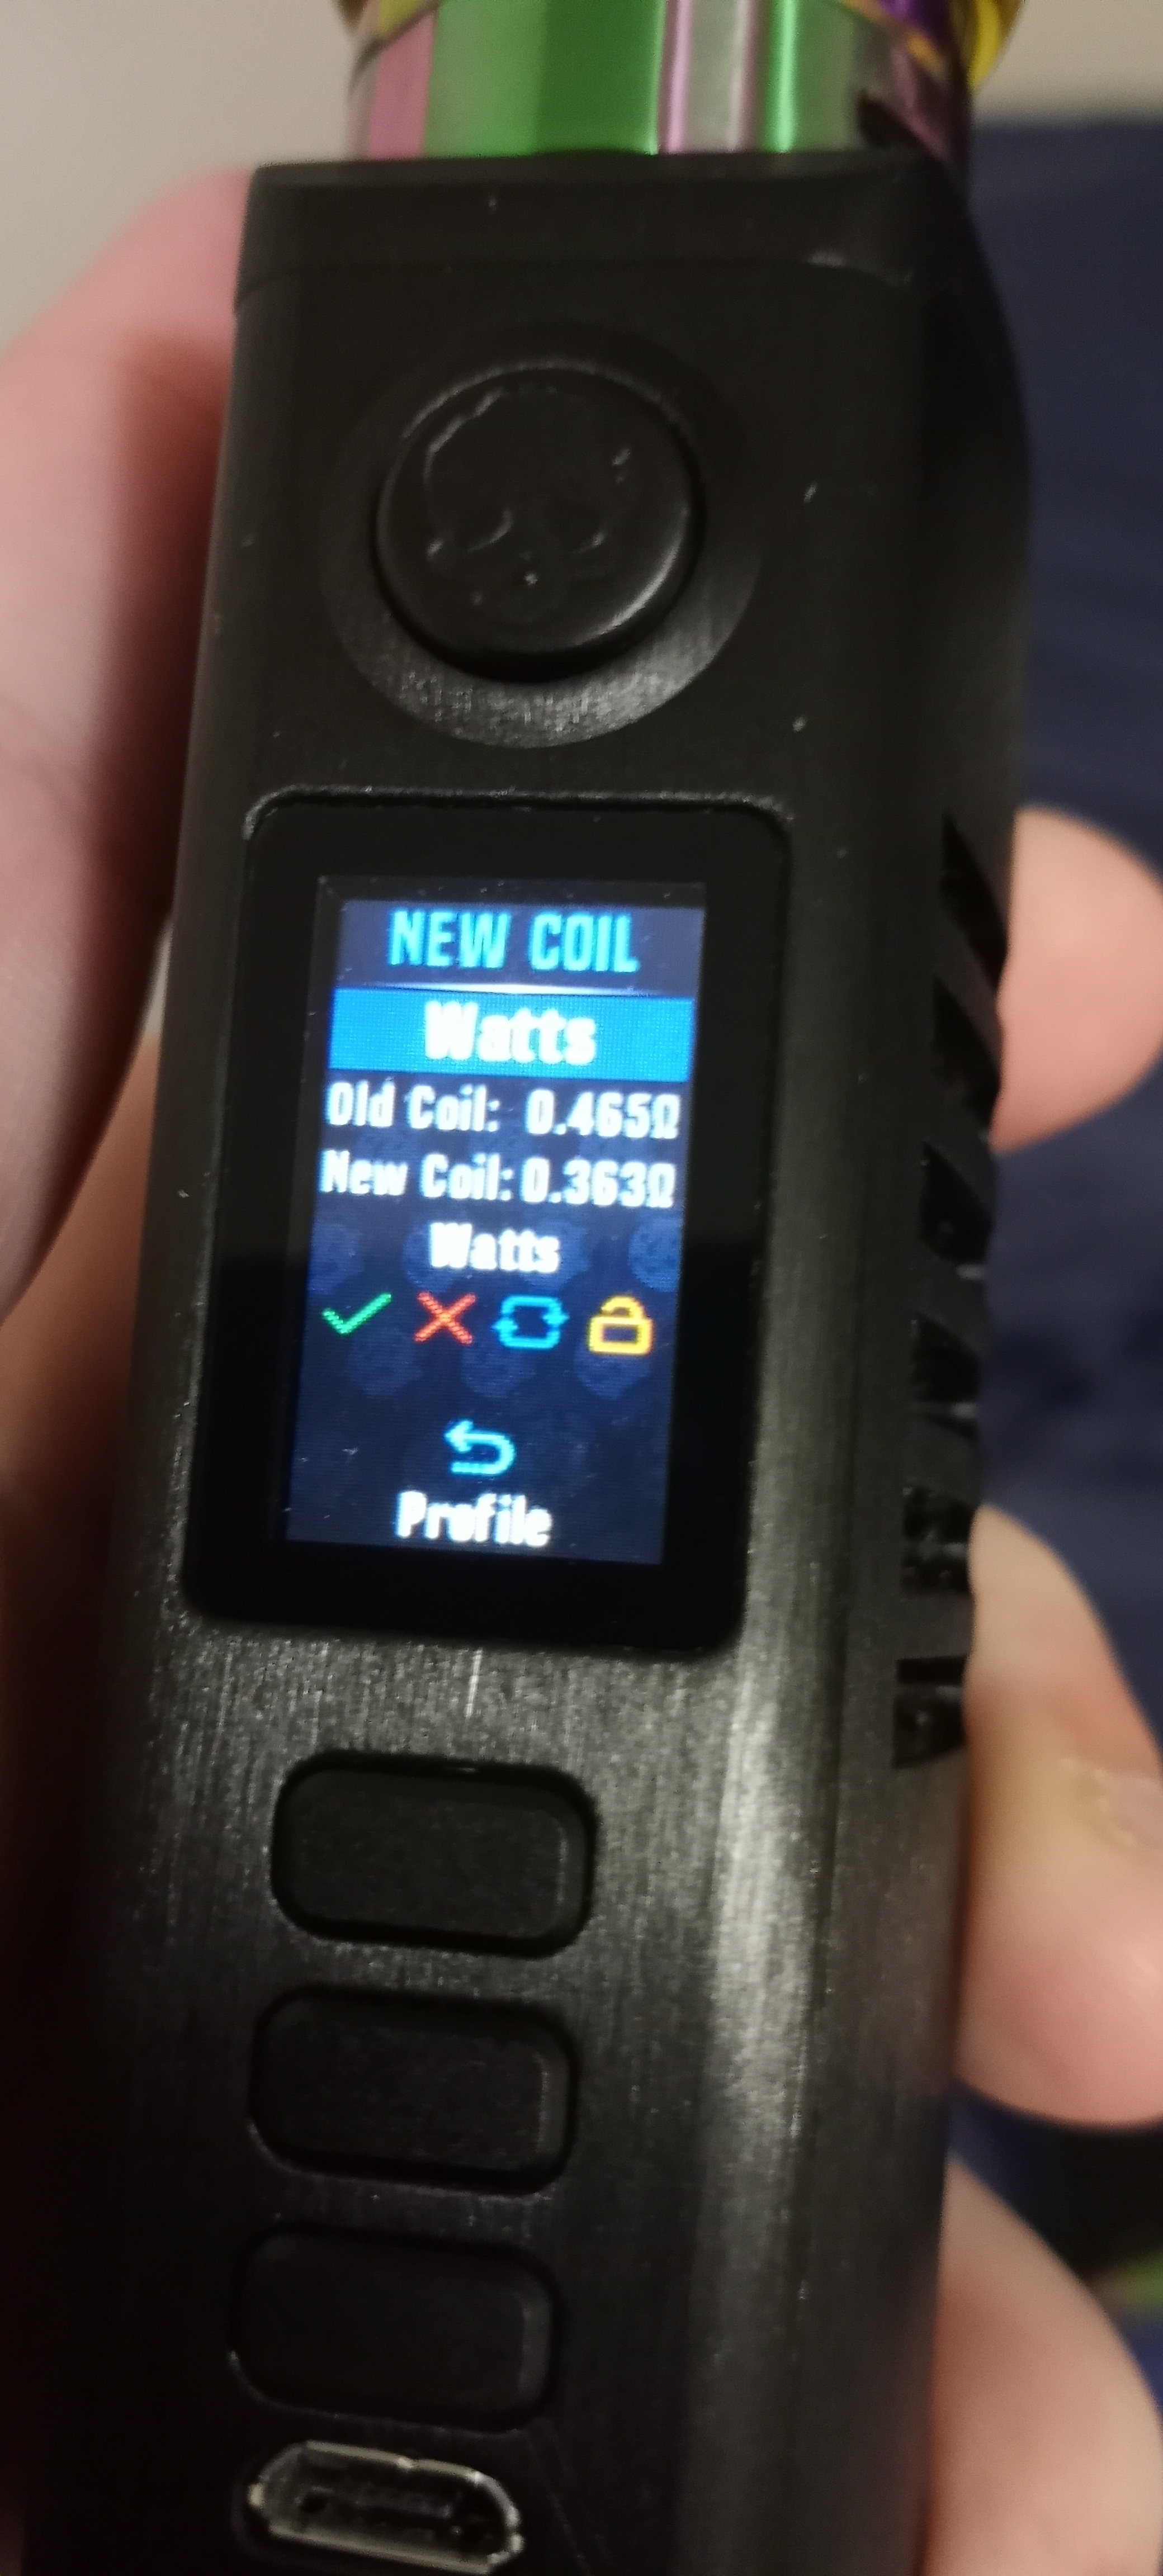 NEW COIL
Watts
Old Coil: 0.465Ω
New Coil: 0.363Ω
Watts
Profile